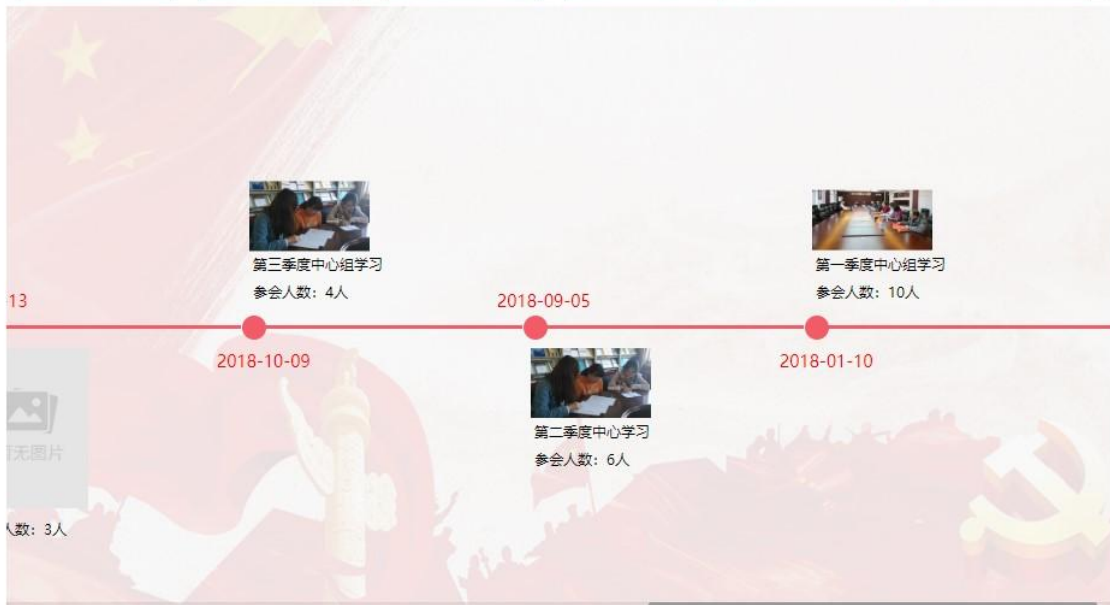 第三季度中心组学习
参会人数：4人
第一季度中心组学习
参会人数：10人
-13
2018-09-05
2018-10-09
2018-01-10
第二季度中心学习
参会人数：6人
无图片
人数：3人